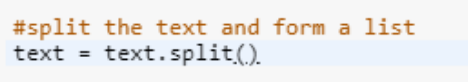 #split the text and form a list
text = text.split()